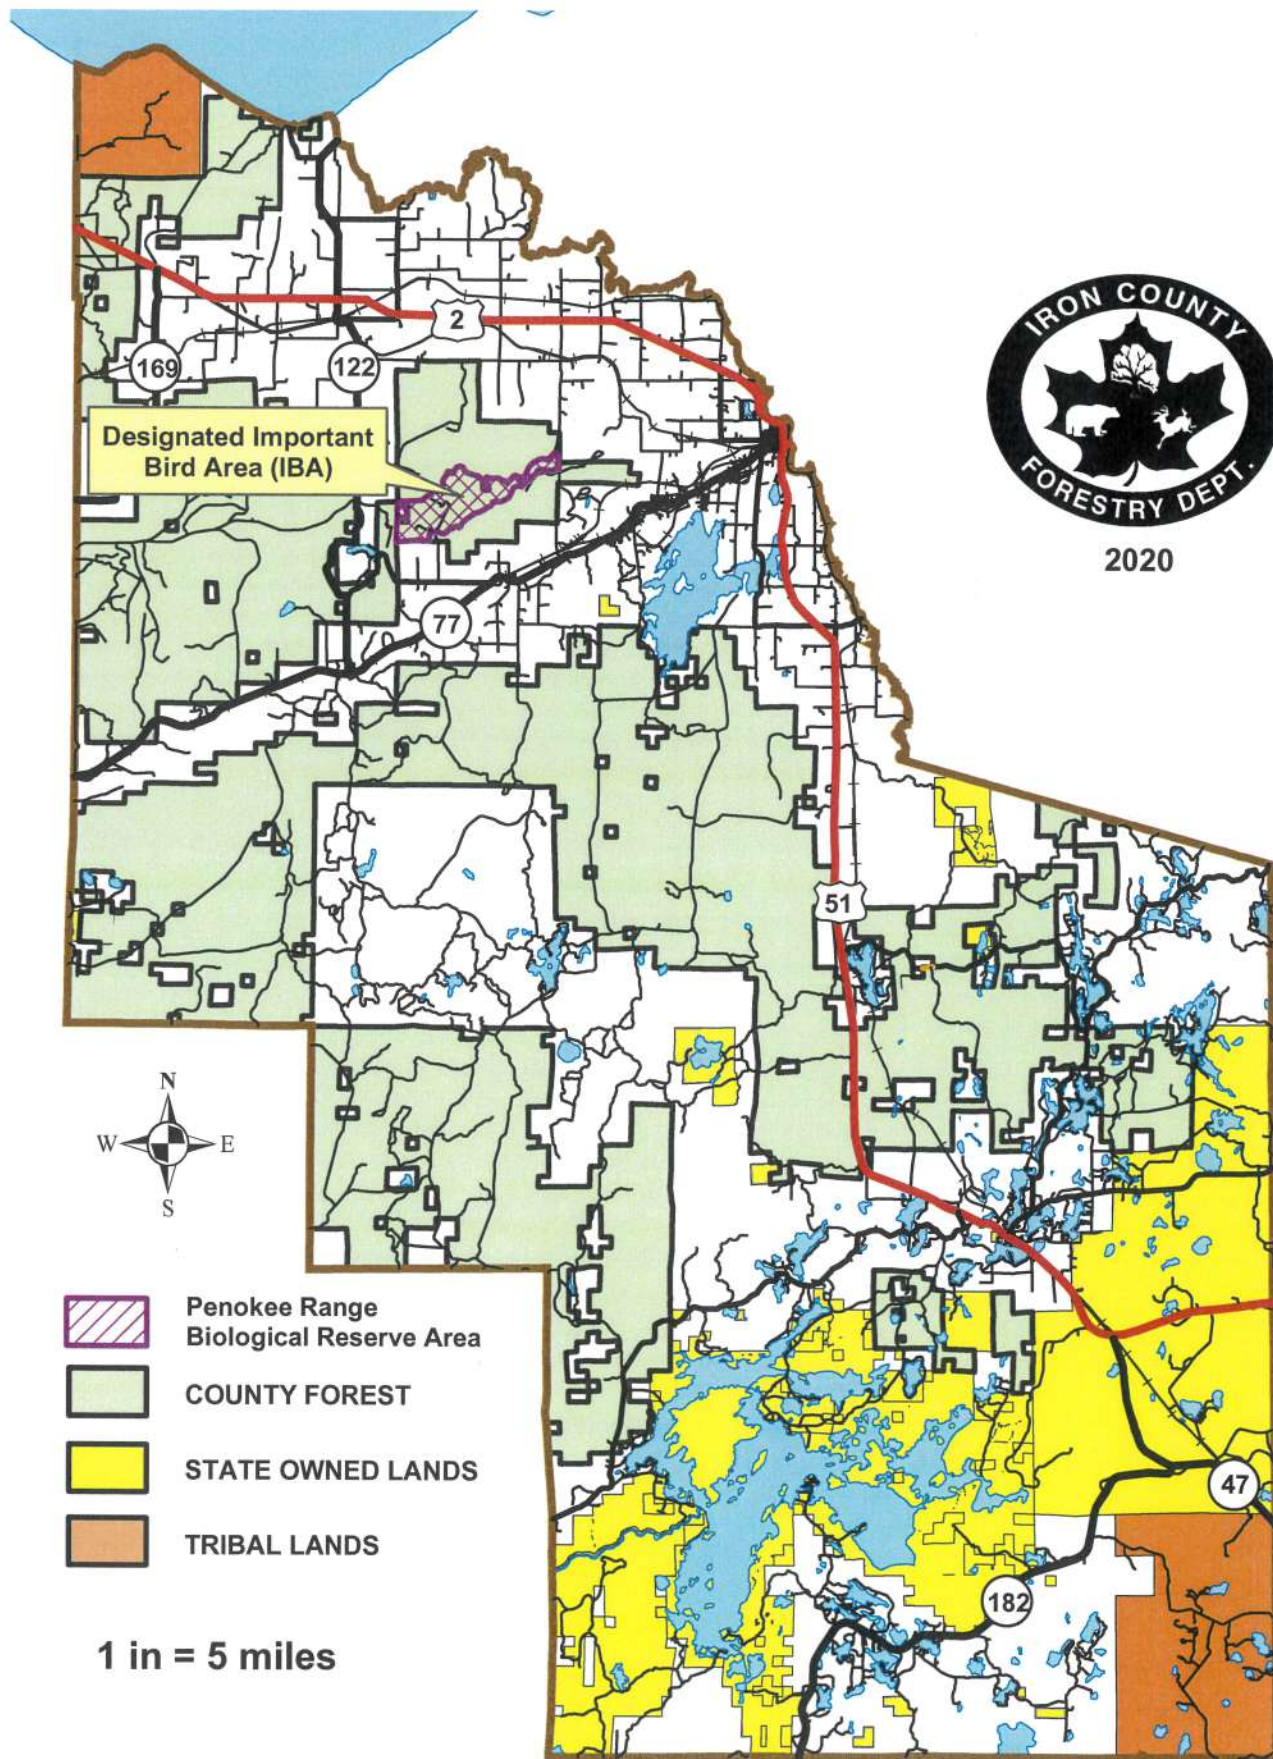 IRON COUNTY
FORESTRY DEPT.
2020
2
169
122
Designated Important
Bird Area (IBA)
77
51
N
W
E
S
Penokee Range
Biological Reserve Area
COUNTY FOREST
STATE OWNED LANDS
TRIBAL LANDS
47
182
1 in = 5 miles